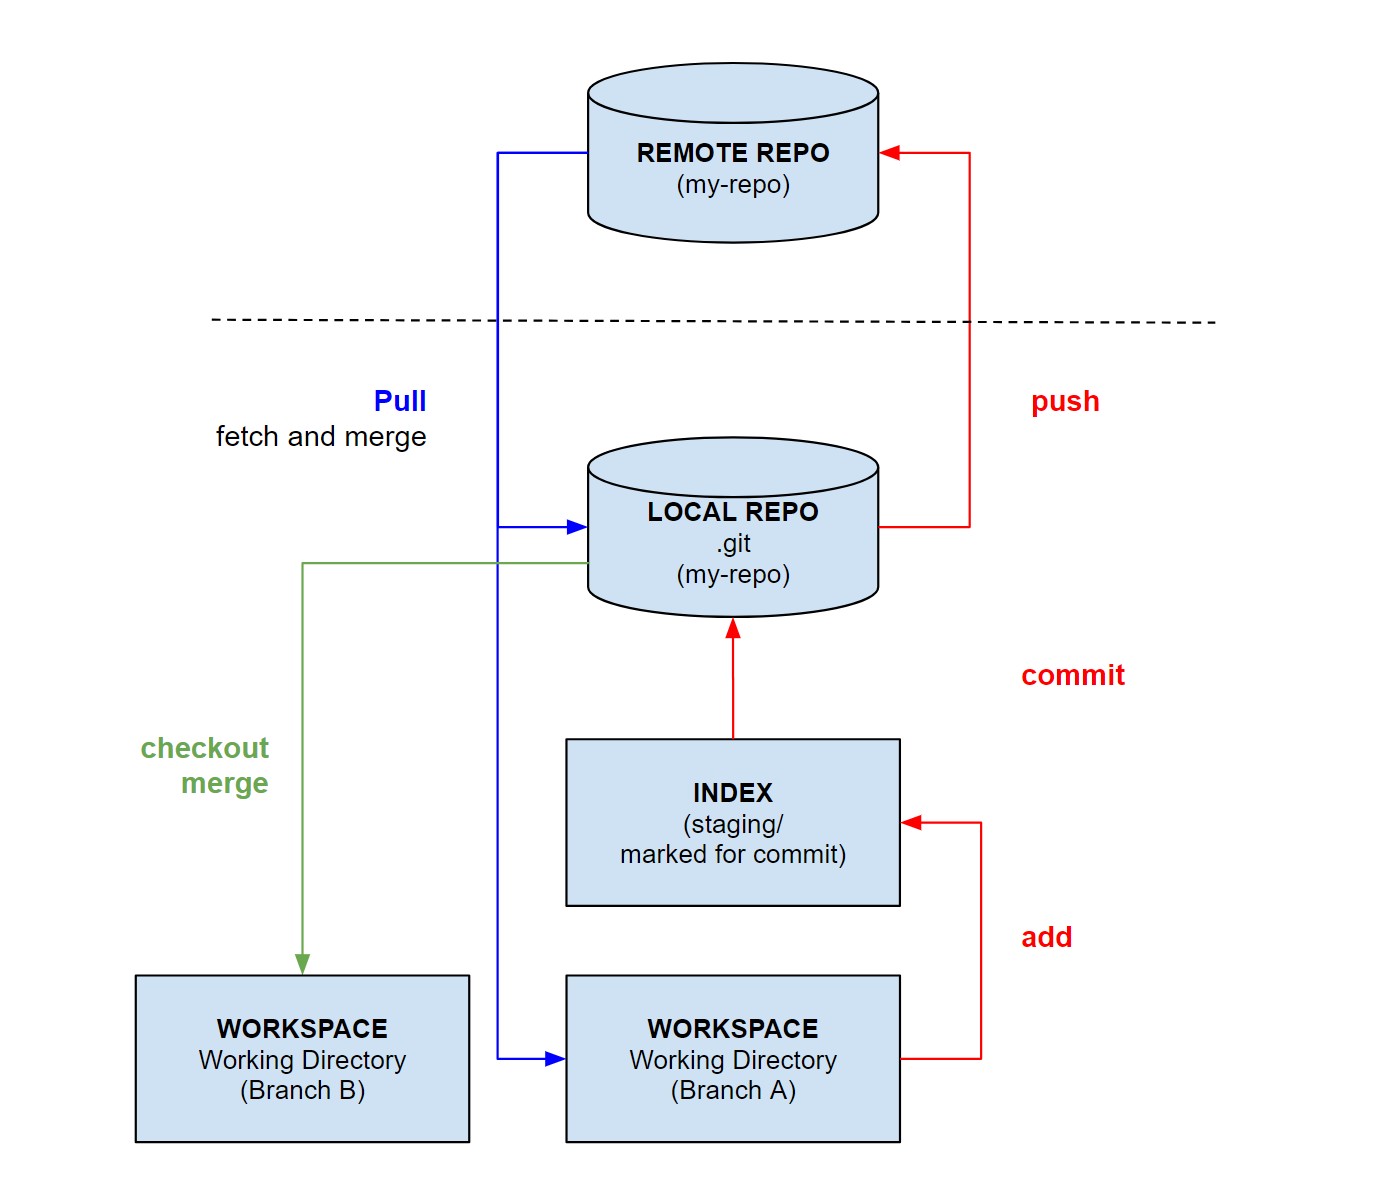 REMOTE REPO
(my-repo)
Pull
fetch and merge
push
LOCAL REPO
.git
(my-repo)
commit
checkout
merge
INDEX
(staging/
marked for commit)
add
WORKSPACE
Working Directory
(Branch B)
WORKSPACE
Working Directory
(Branch A)